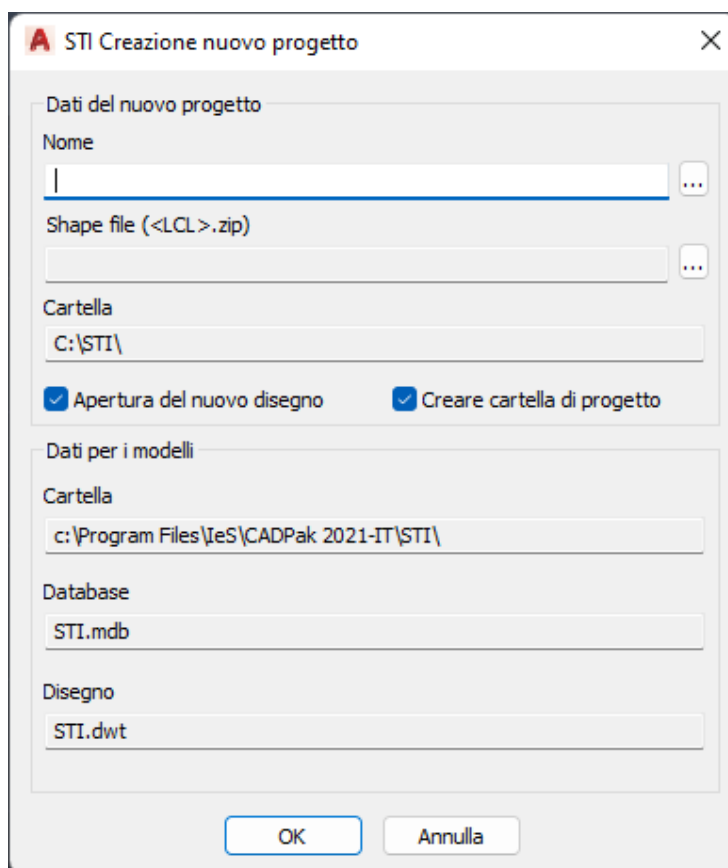 STI Creazione nuovo progetto
Dati del nuovo progetto
Nome
...
Shape file (<LCL>.zip)
...
Cartella
C:\STI\
Apertura del nuovo disegno Creare cartella di progetto
Dati per i modelli
Cartella
c:\Program Files\IeS\CADPak 2021-IT\STI\
Database
STI.mdb
Disegno
STI.dwt
OK Annulla